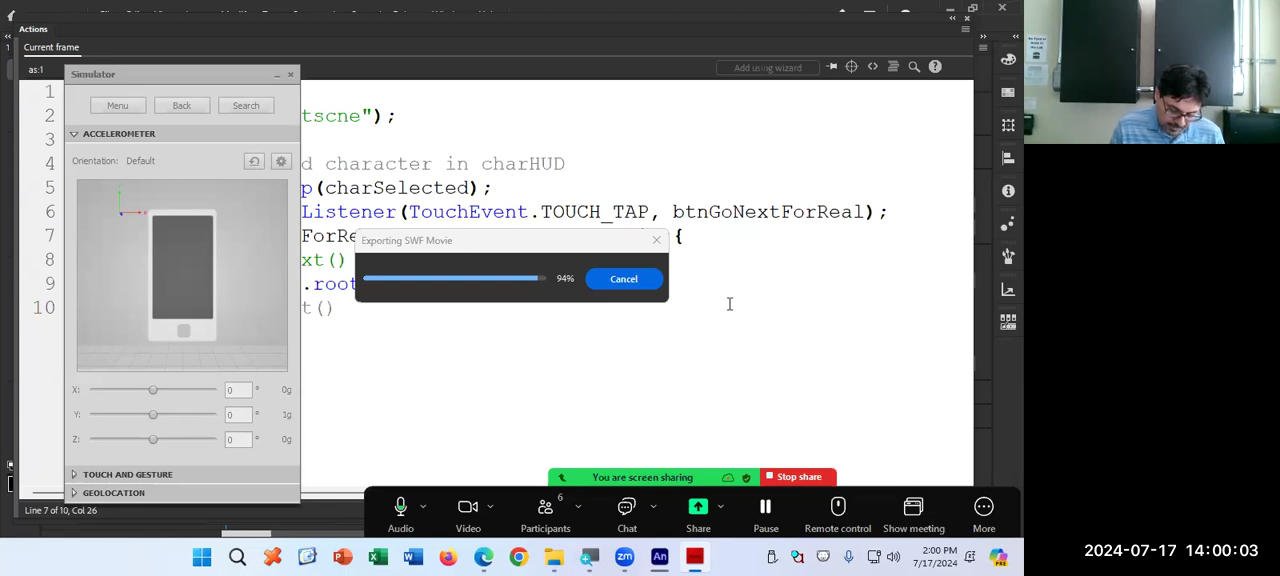 Actions
Current frame
as:1
Add using wizard
Simulator
Menu
Back
Search
ACCELEROMETER
Orientation: Default
X:
0
°
0g
Y:
0
°
1g
Z:
0
°
0g
TOUCH AND GESTURE
GEOLOCATION
1
2
tscne");
3
4
d character in charHUD
5
p(charSelected);
6
Listener(TouchEvent.TOUCH_TAP, btnGoNextForReal);
7
ForRe
{
8
xt()
9
.root
10
t()
Exporting SWF Movie
94%
Cancel
Line 7 of 10, Col 26
You are screen sharing
Stop share
Audio
Video
6
Participants
Chat
Share
Pause
Remote control
Show meeting
More
2:00 PM
7/17/2024
2024-07-17 14:00:03